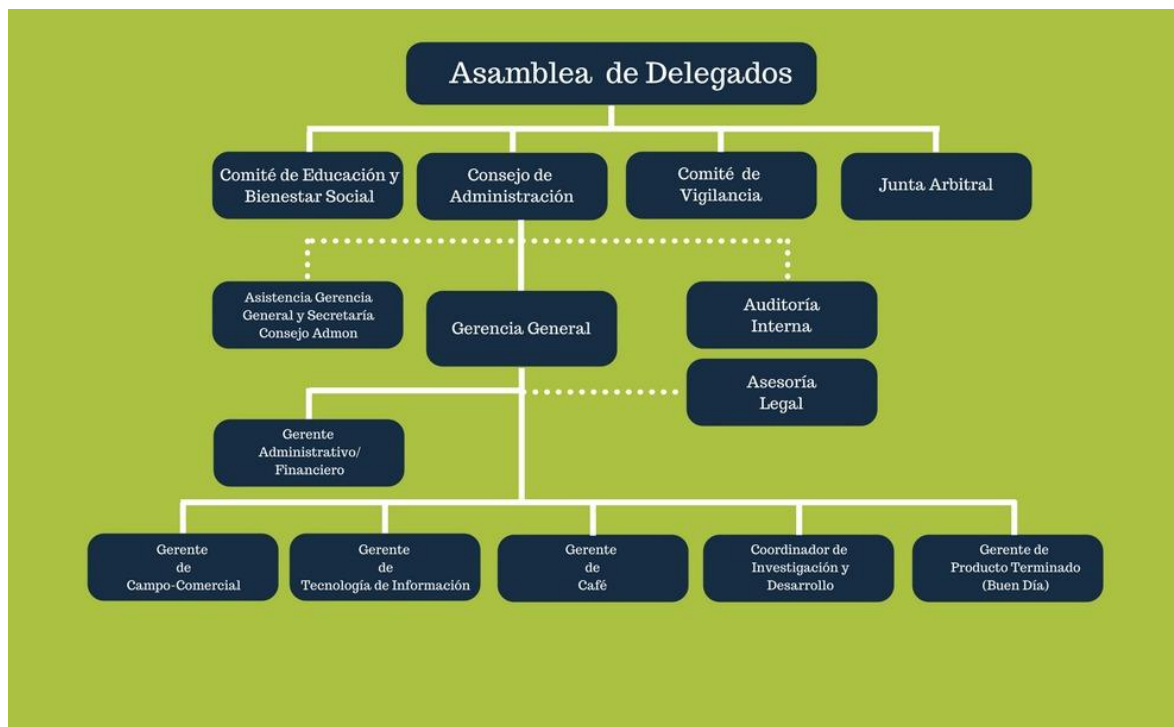 Asamblea de Delegados
Comité de Educación y
Bienestar Social
Consejo de
Administración
Comité de
Vigilancia
Junta Arbitral
Asistencia Gerencia
General y Secretaría
Consejo Admon
Gerencia General
Auditoría
Interna
Asesoría
Legal
Gerente
Administrativo/
Financiero
Gerente
de
Campo-Comercial
Gerente
de
Tecnología de Información
Gerente
de
Café
Coordinador de
Investigación y
Desarrollo
Gerente de
Producto Terminado
(Buen Día)